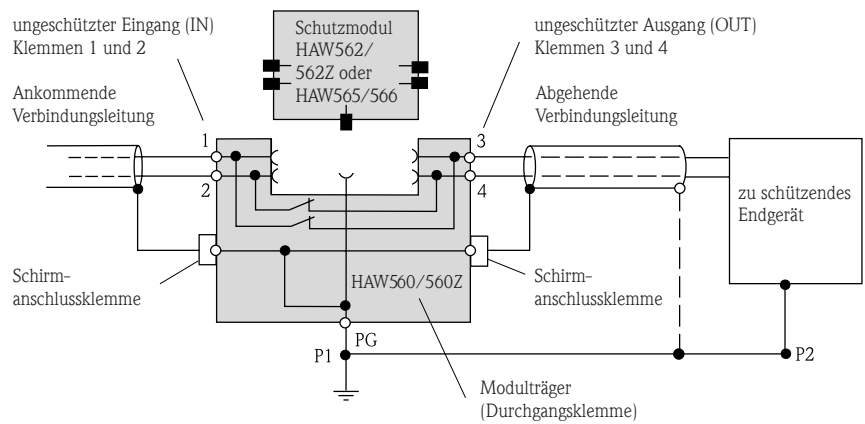 ungeschützter Eingang (IN)
Klemmen 1 und 2
Schutzmodul
HAW562/
562Z oder
HAW565/566
ungeschützter Ausgang (OUT)
Klemmen 3 und 4
Ankommende
Verbindungsleitung
Abgehende
Verbindungsleitung
1
2
3
4
zu schützendes
Endgerät
Schirm-
anschlussklemme
HAW560/560Z
Schirm-
anschlussklemme
PG
P1
P2
Modulträger
(Durchgangsklemme)